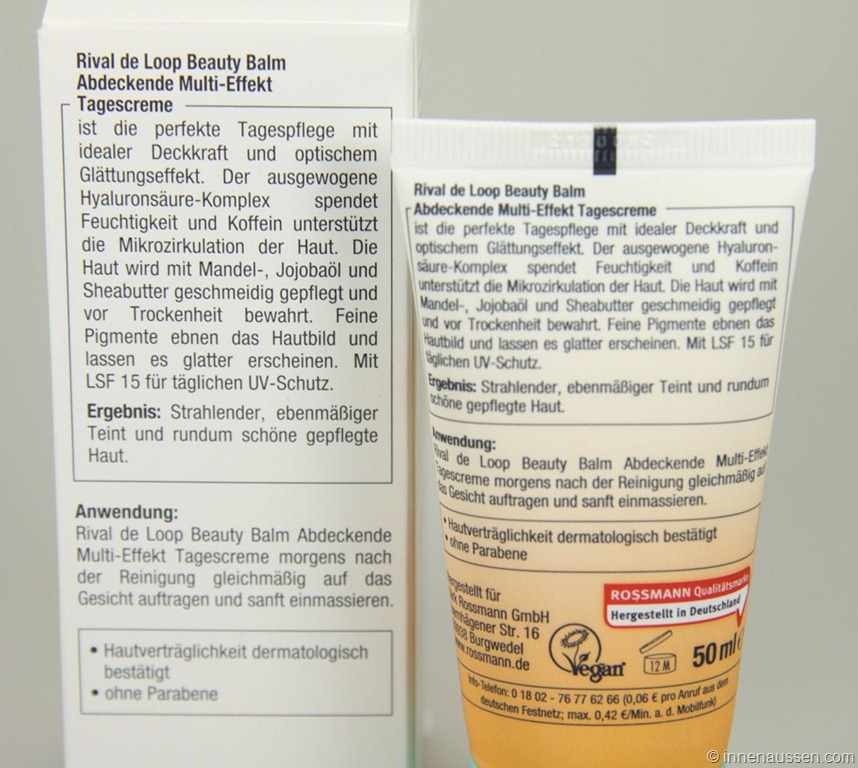 Rival de Loop Beauty Balm
Abdeckende Multi-Effekt
Tagescreme
ist die perfekte Tagespflege mit
idealer Deckkraft und optischem
Glättungseffekt. Der ausgewogene
Hyaluronsäure-Komplex spendet
Feuchtigkeit und Koffein unterstützt
die Mikrozirkulation der Haut. Die
Haut wird mit Mandel-, Jojobaöl und
Sheabutter geschmeidig gepflegt und
vor Trockenheit bewahrt. Feine
Pigmente ebnen das Hautbild und
lassen es glatter erscheinen. Mit
LSF 15 für täglichen UV-Schutz.
Ergebnis: Strahlender, ebenmäßiger
Teint und rundum schöne gepflegte
Haut.
Anwendung:
Rival de Loop Beauty Balm Abdeckende
Multi-Effekt Tagescreme morgens nach
der Reinigung gleichmäßig auf das
Gesicht auftragen und sanft einmassieren.
• Hautverträglichkeit dermatologisch
bestätigt
• ohne Parabene
Rival de Loop Beauty Balm
Abdeckende Multi-Effekt Tagescreme
ist die perfekte Tagespflege mit idealer Deckkraft und
optischem Glättungseffekt. Der ausgewogene Hyaluron-
säure-Komplex spendet Feuchtigkeit und Koffein
unterstützt die Mikrozirkulation der Haut. Die Haut wird mit
Mandel-, Jojobaöl und Sheabutter geschmeidig gepflegt
und vor Trockenheit bewahrt. Feine Pigmente ebnen das
Hautbild und lassen es glatter erscheinen. Mit LSF 15 für
täglichen UV-Schutz.
Ergebnis: Strahlender, ebenmäßiger Teint und rundum
schöne gepflegte Haut.
Anwendung:
Rival de Loop Beauty Balm Abdeckende Multi-Effekt
Tagescreme morgens nach der Reinigung gleichmäßig auf
das Gesicht auftragen und sanft einmassieren.
• Hautverträglichkeit dermatologisch bestätigt
• ohne Parabene
Hergestellt für
Rossmann GmbH
Str. 16
Burgwedel
www.rossmann.de
ROSSMANN Qualitätsmarke
Hergestellt in Deutschland
Vegan
12 M
50 ml
Info-Telefon: 0 18 02 - 76 77 62 66 (0,06 € pro Anruf aus dem
deutschen Festnetz; max. 0,42 €/Min. a. d. Mobilfunk)
© innenaussen.com